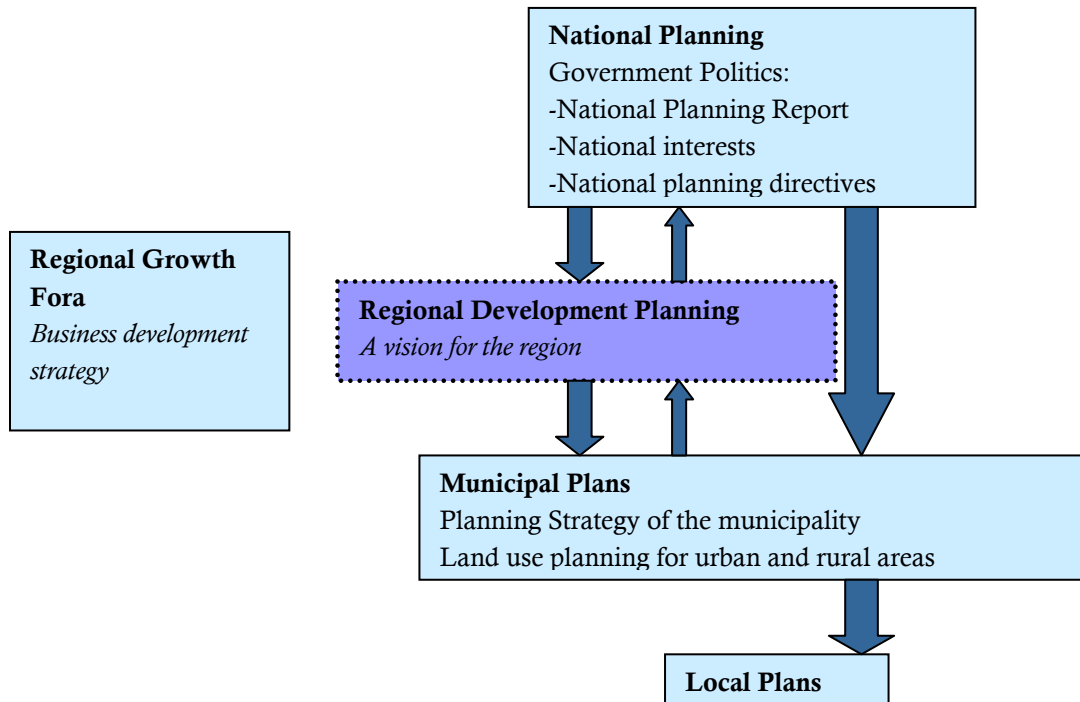 National Planning
Government Politics:
-National Planning Report
-National interests
-National planning directives
Regional Growth
Fora
Business development
strategy
Regional Development Planning
A vision for the region
Municipal Plans
Planning Strategy of the municipality
Land use planning for urban and rural areas
Local Plans